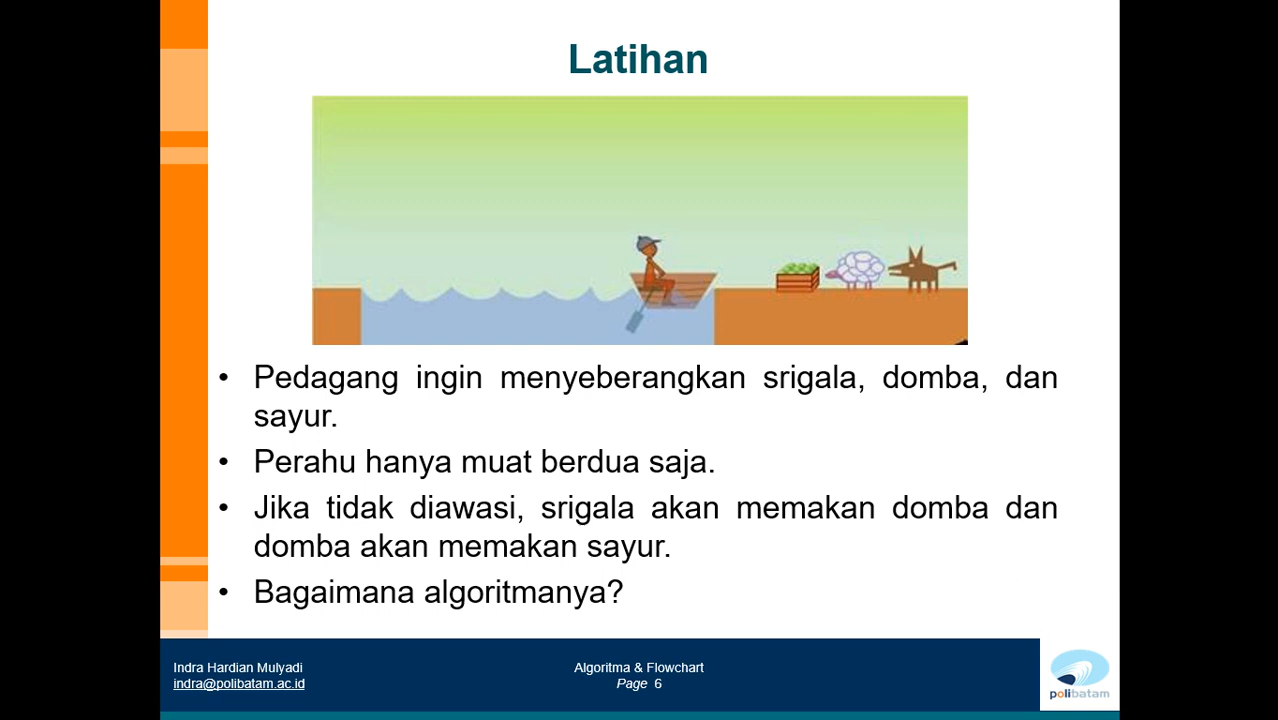 Latihan
• Pedagang ingin menyeberangkan srigala, domba, dan
sayur.
• Perahu hanya muat berdua saja.
• Jika tidak diawasi, srigala akan memakan domba dan
domba akan memakan sayur.
• Bagaimana algoritmanya?
Indra Hardian Mulyadi
indra@polibatam.ac.id
Algoritma & Flowchart
Page 6
polibatam